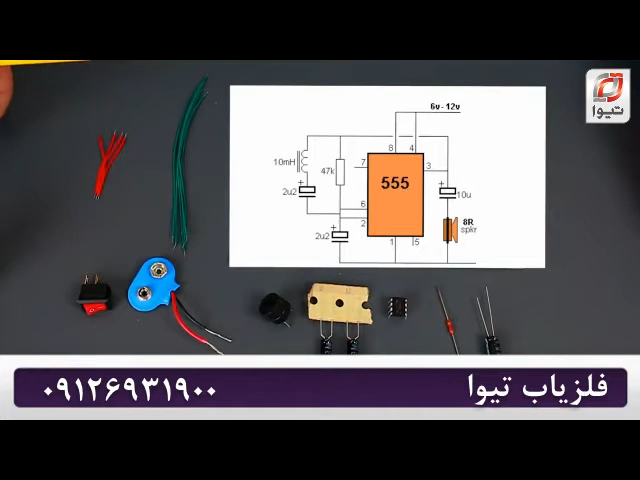 تیوا
6v - 12v
8 4
10mH
7
3
47k
555
2u2
10u
6
2
8R
spkr
2u2
1 5
فلزیاب تیوا
۰۹۱۲۶۹۳۱۹۰۰